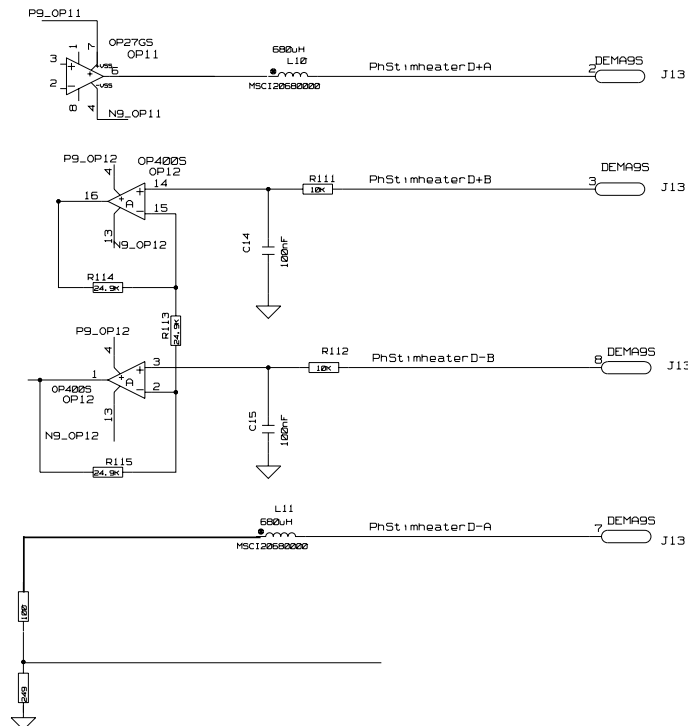 P9_OP11
OP27GS
OP11
1
7
3
+
+VSS
+
6
2
-
-VSS
8
4
N9_OP11
680uH
L10
MSCI20680000
PhStimheaterD+A
2
DEMA9S
J13
P9_OP12
4
OP400S
OP12
16
14
+
+
A
-
15
13
N9_OP12
R111
10K
PhStimheaterD+B
3
DEMA9S
J13
C14
100nF
R114
24.9K
R113
24.9K
P9_OP12
4
1
3
+
+
A
-
2
OP400S
OP12
13
N9_OP12
R112
10K
PhStimheaterD-B
8
DEMA9S
J13
C15
100nF
R115
24.9K
L11
680uH
MSCI20680000
PhStimheaterD-A
7
DEMA9S
J13
100
249